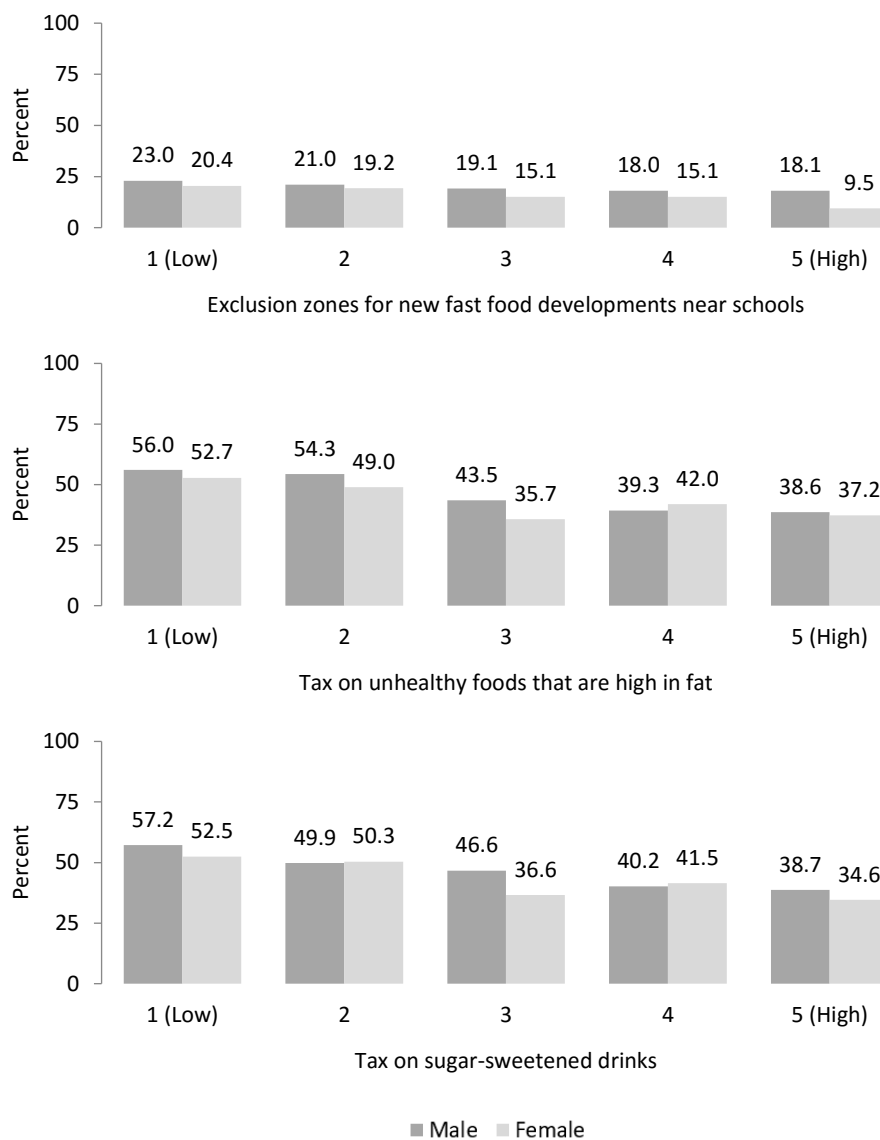 100
75
50
25
0
Percent
23.0 20.4 21.0 19.2 19.1 15.1 18.0 15.1 18.1 9.5
1 (Low) 2 3 4 5 (High)
Exclusion zones for new fast food developments near schools
100
75
50
25
0
Percent
56.0 52.7 54.3 49.0 43.5 35.7 39.3 42.0 38.6 37.2
1 (Low) 2 3 4 5 (High)
Tax on unhealthy foods that are high in fat
100
75
50
25
0
Percent
57.2 52.5 49.9 50.3 46.6 36.6 40.2 41.5 38.7 34.6
1 (Low) 2 3 4 5 (High)
Tax on sugar-sweetened drinks
Male Female